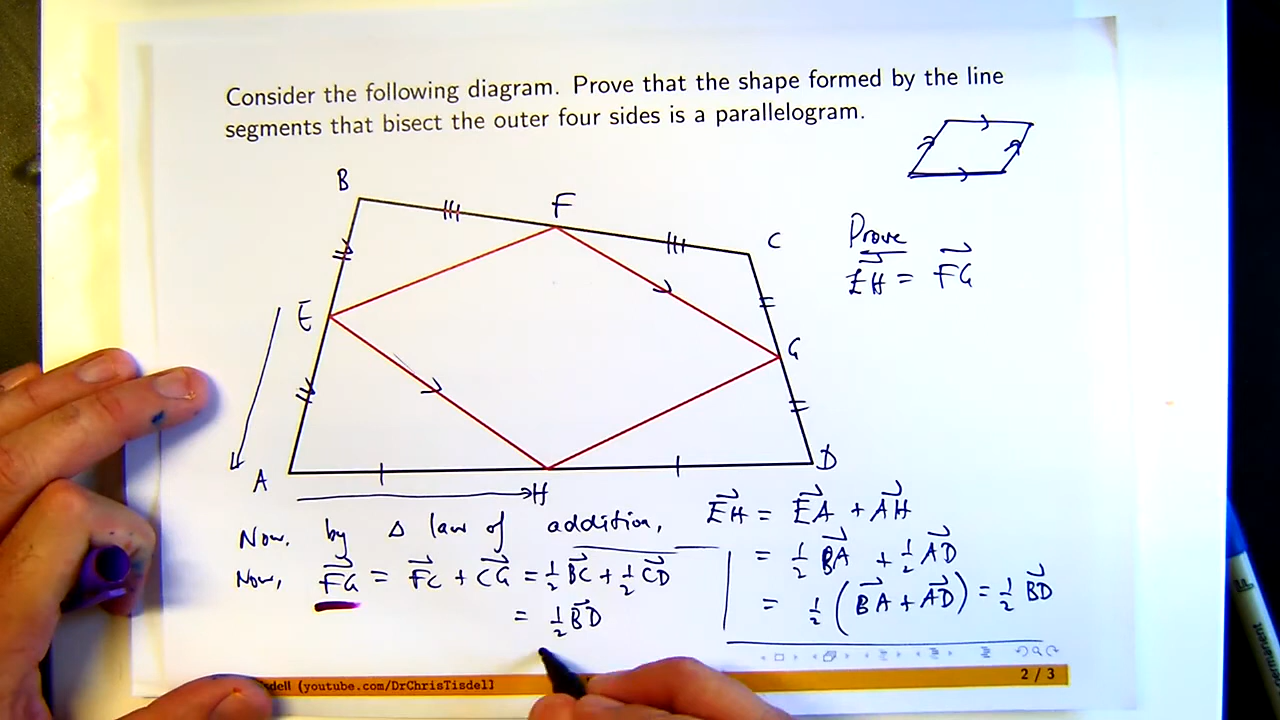 Consider the following diagram. Prove that the shape formed by the line
segments that bisect the outer four sides is a parallelogram.
B
F
C
Prove
EH = FG
E
G
A
H
D
Now, by Δ law of addition,
EH = EA + AH
= 1/2 BA + 1/2 AD
= 1/2 (BA + AD) = 1/2 BD
Now, FG = FC + CG = 1/2 BC + 1/2 CD
= 1/2 BD
2 / 3
sdell (youtube.com/DrChrisTisdell)